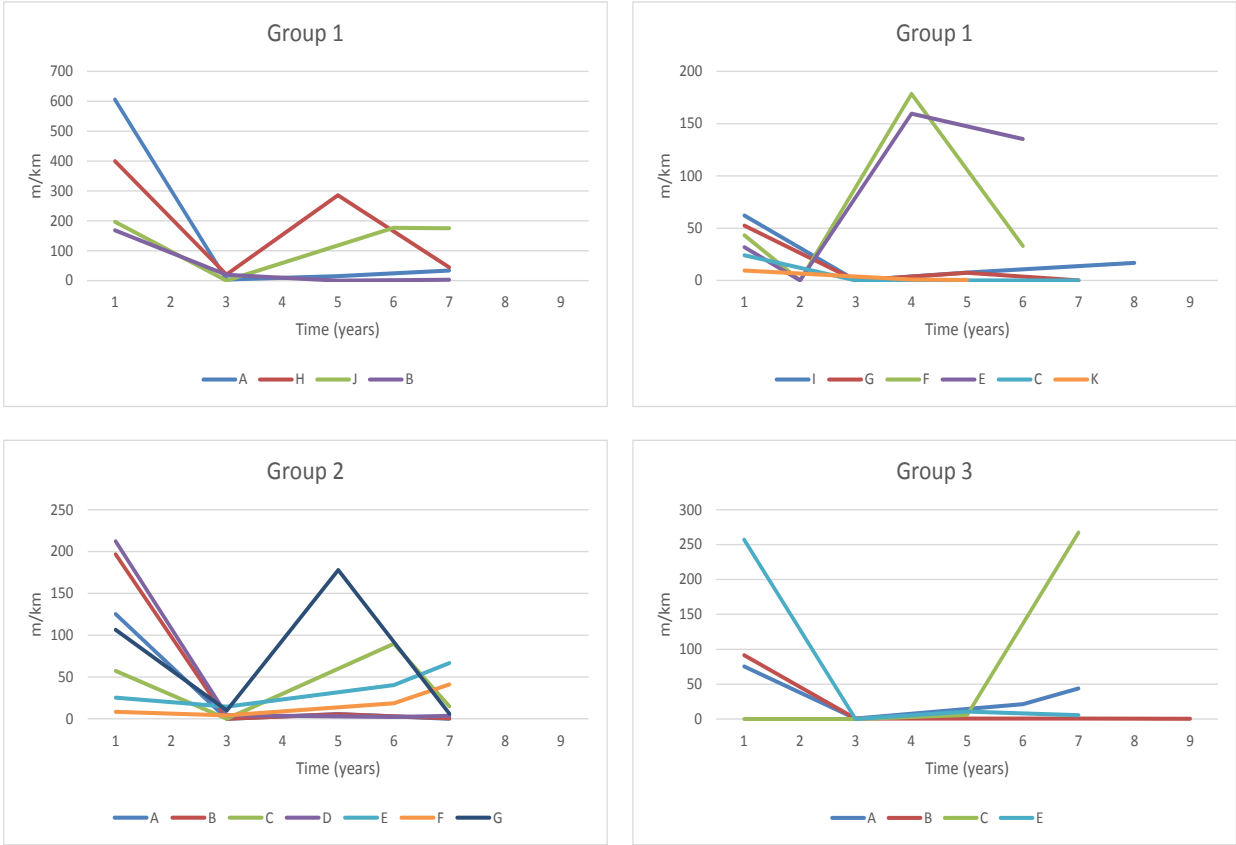 Group 1
m/km
700
600
500
400
300
200
100
0
1 2 3 4 5 6 7 8 9
Time (years)
A H J B
Group 1
m/km
200
150
100
50
0
1 2 3 4 5 6 7 8 9
Time (years)
I G F E C K
Group 2
m/km
250
200
150
100
50
0
1 2 3 4 5 6 7 8 9
Time (years)
A B C D E F G
Group 3
m/km
300
250
200
150
100
50
0
1 2 3 4 5 6 7 8 9
Time (years)
A B C E